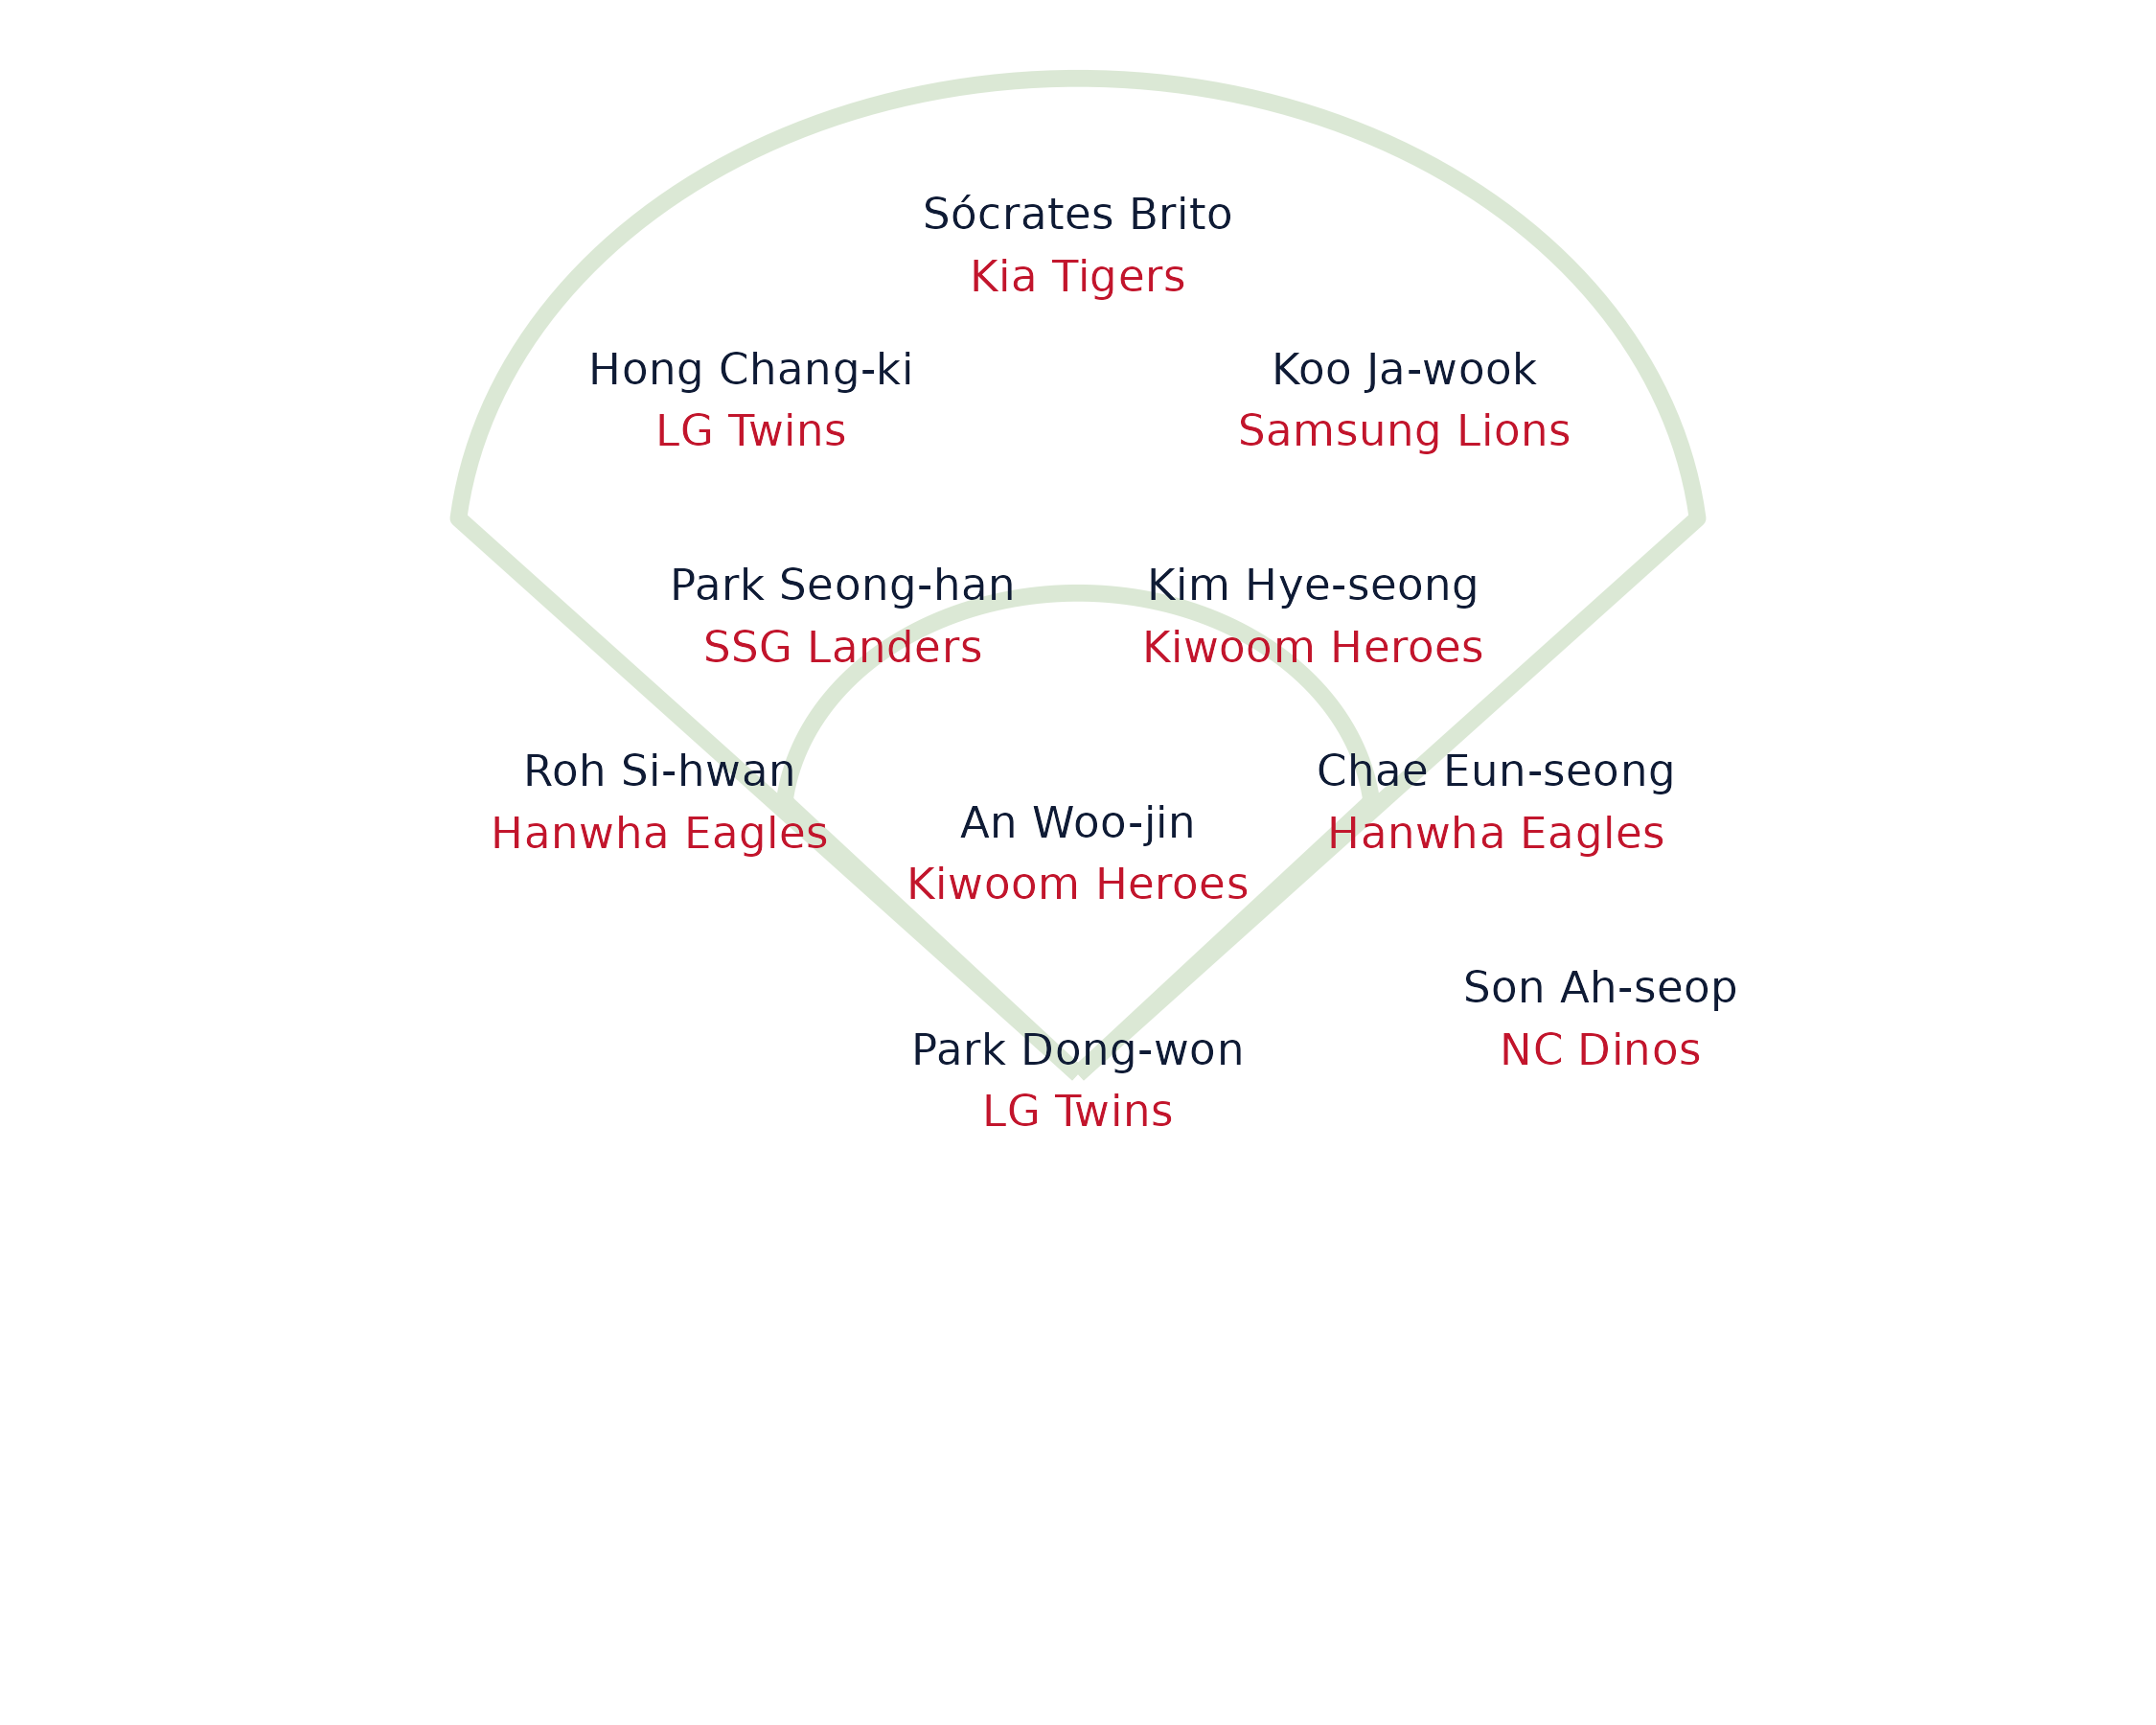 Sócrates Brito
Kia Tigers
Hong Chang-ki
LG Twins
Koo Ja-wook
Samsung Lions
Park Seong-han
SSG Landers
Kim Hye-seong
Kiwoom Heroes
Roh Si-hwan
Hanwha Eagles
An Woo-jin
Kiwoom Heroes
Chae Eun-seong
Hanwha Eagles
Park Dong-won
LG Twins
Son Ah-seop
NC Dinos